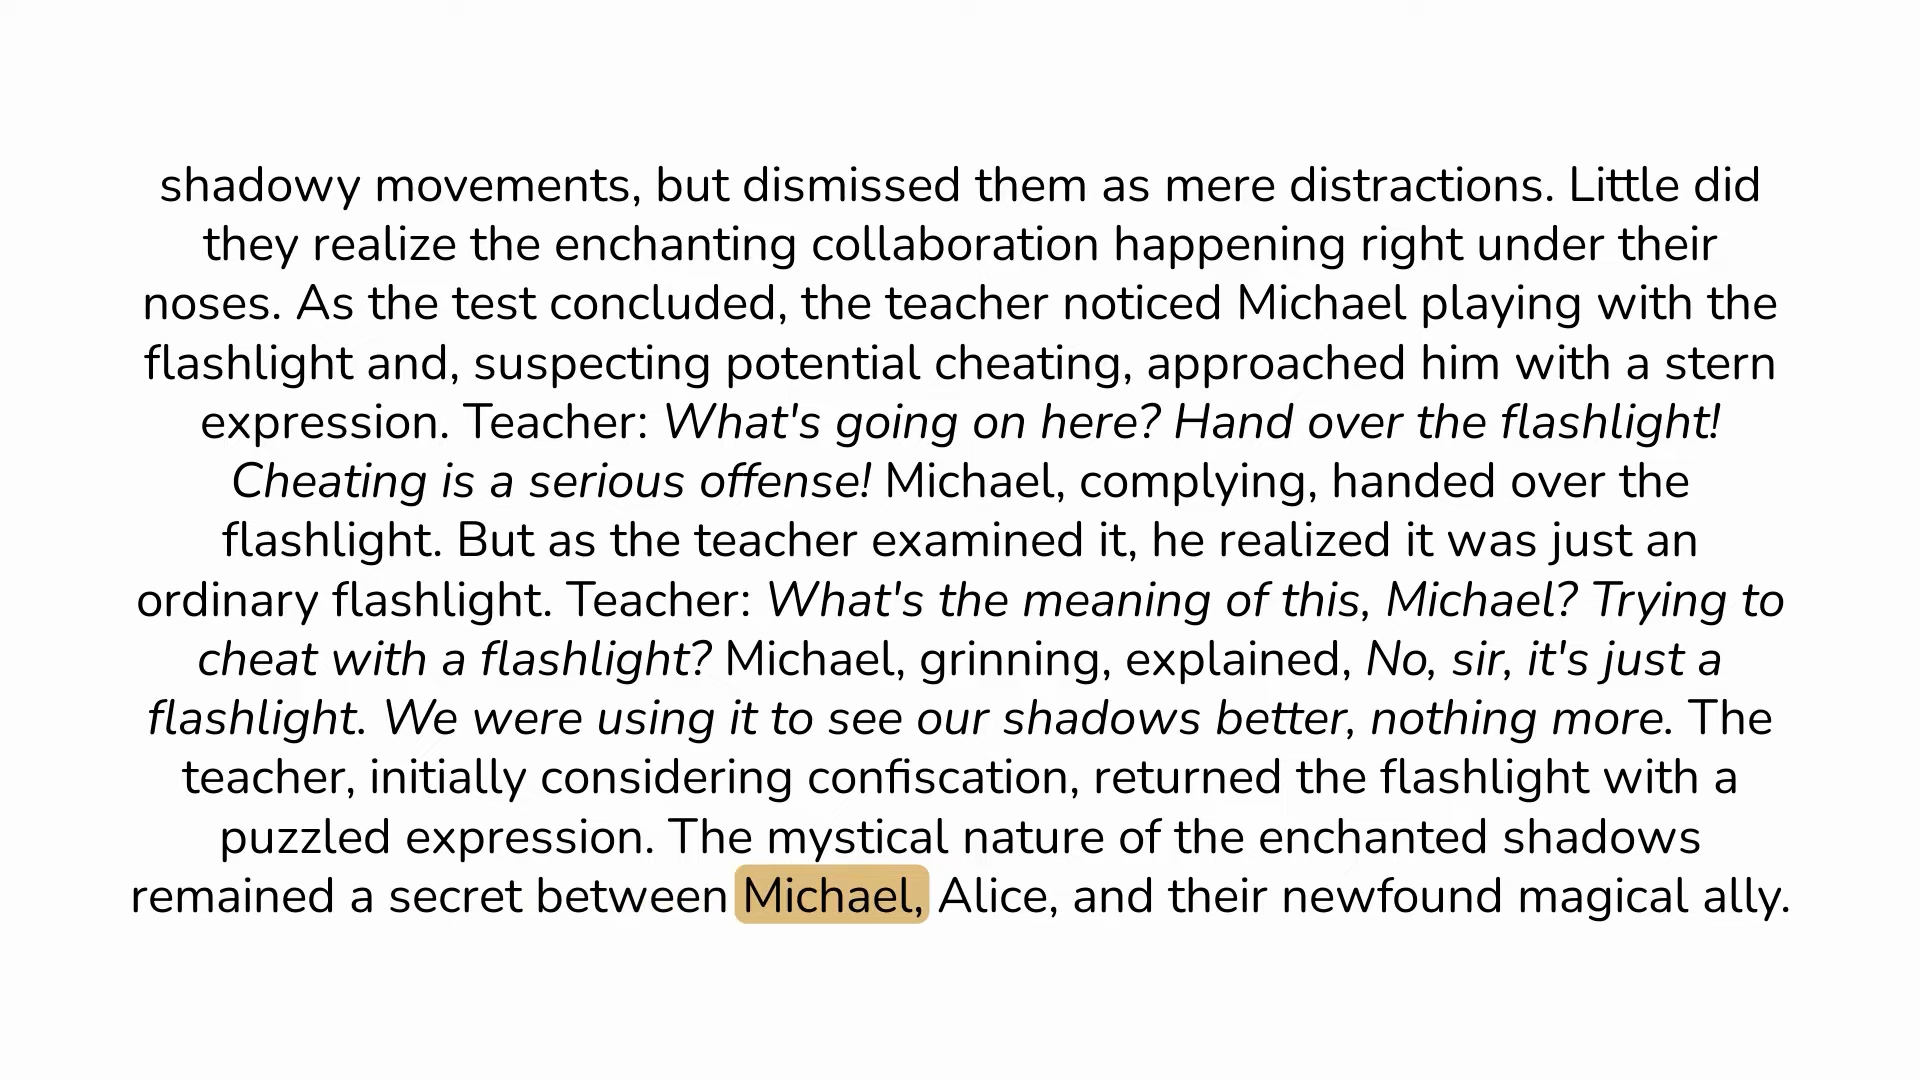 shadowy movements, but dismissed them as mere distractions. Little did
they realize the enchanting collaboration happening right under their
noses. As the test concluded, the teacher noticed Michael playing with the
flashlight and, suspecting potential cheating, approached him with a stern
expression. Teacher: What's going on here? Hand over the flashlight!
Cheating is a serious offense! Michael, complying, handed over the
flashlight. But as the teacher examined it, he realized it was just an
ordinary flashlight. Teacher: What's the meaning of this, Michael? Trying to
cheat with a flashlight? Michael, grinning, explained, No, sir, it's just a
flashlight. We were using it to see our shadows better, nothing more. The
teacher, initially considering confiscation, returned the flashlight with a
puzzled expression. The mystical nature of the enchanted shadows
remained a secret between Michael, Alice, and their newfound magical ally.